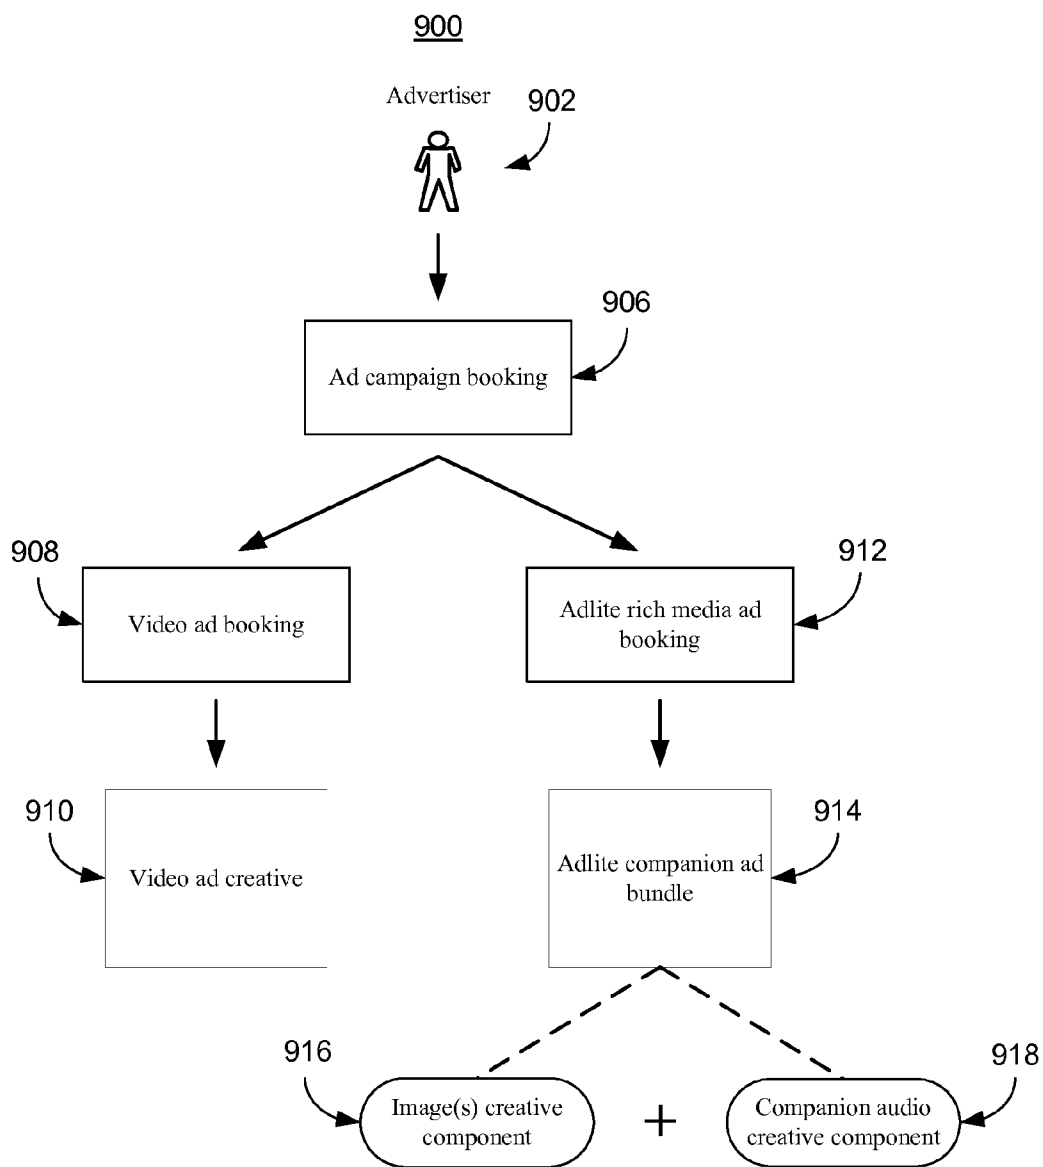 900
Advertiser
902
906
Ad campaign booking
908
912
Video ad booking
Adlite rich media ad
booking
910
914
Video ad creative
Adlite companion ad
bundle
916
918
Image(s) creative
component
+
Companion audio
creative component